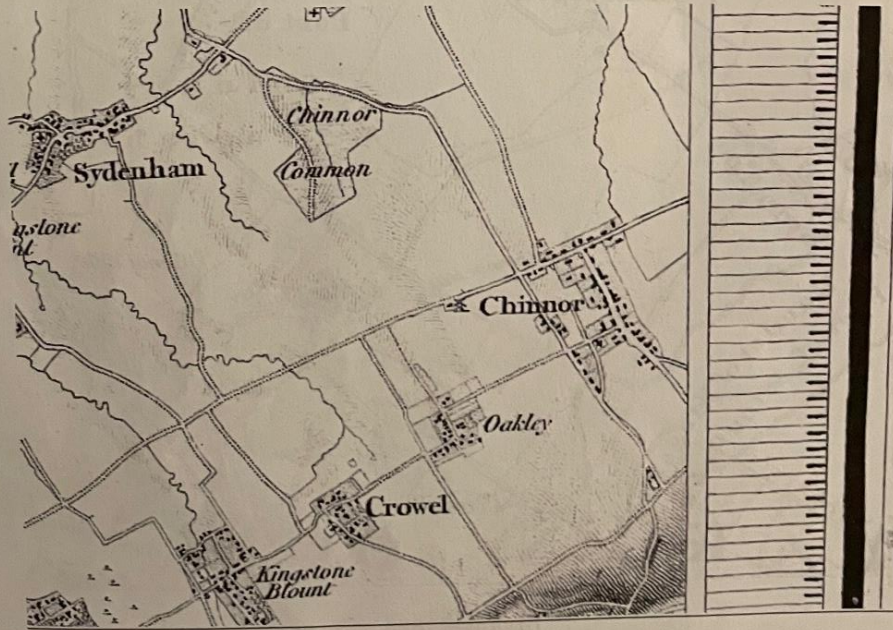 Chinnor
Common
Sydenham
Chinnor
Oakley
Crowel
Kingstone
Blount